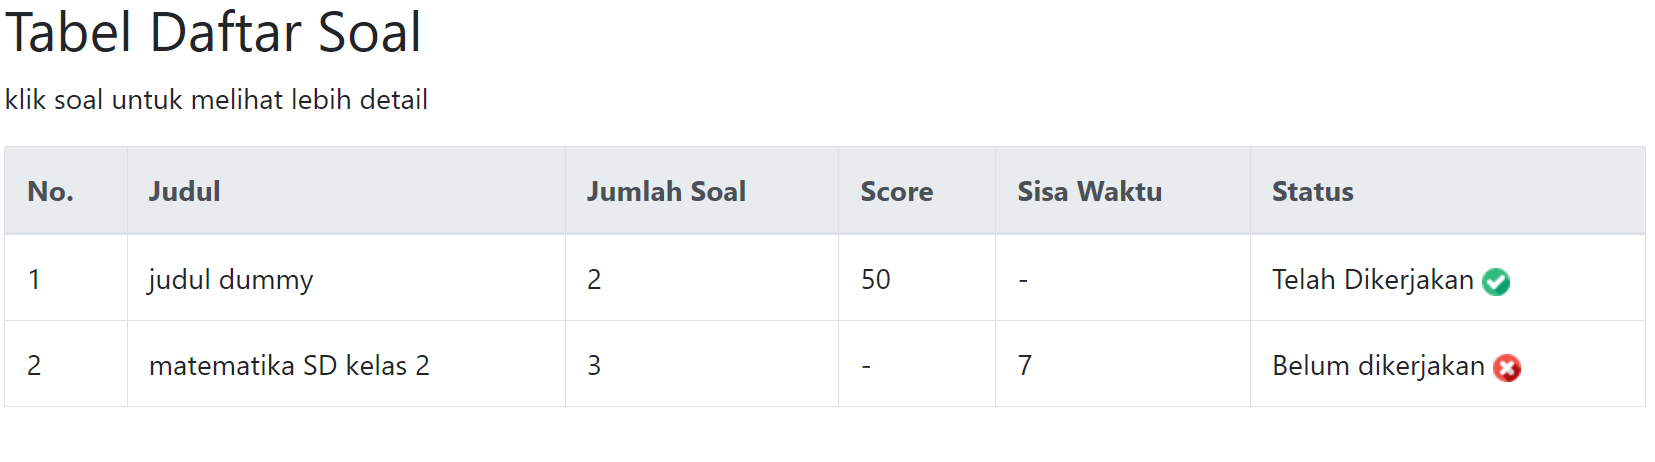 Tabel Daftar Soal
klik soal untuk melihat lebih detail
No. Judul Jumlah Soal Score Sisa Waktu Status
1 judul dummy 2 50 - Telah Dikerjakan
2 matematika SD kelas 2 3 - 7 Belum dikerjakan